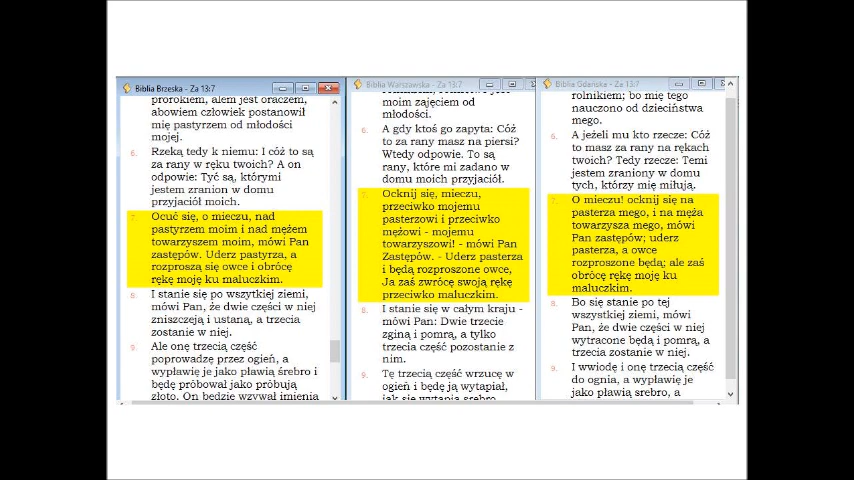 Biblia Brzeska - Za 13:7
prorokiem, alem jest oraczem,
abowiem człowiek postanowił
mię pastyrzem od młodości
mojej.
6. Rzeką tedy k niemu: I cóż to są
za rany w ręku twoich? A on
odpowie: Tyć są, którymi
jestem zranion w domu
przyjaciół moich.
7. Ocuć się, o mieczu, nad
pastyrzem moim i nad mężem
towarzyszem moim, mówi Pan
zastępów. Uderz pastyrza, a
rozproszą się owce i obrócę
rękę moję ku maluczkim.
8. I stanie się po wszytkiej ziemi,
mówi Pan, że dwie części w niej
zniszczeją i ustaną, a trzecia
zostanie w niej.
9. Ale onę trzecią część
poprowadzę przez ogień, a
wypławię je jako pławią śrebro i
będę próbował jako próbują
złoto. On będzie wzywał imienia
Biblia Warszawska - Za 13:7
moim zajęciem od
młodości.
6. A gdy ktoś go zapyta: Cóż
to za rany masz na piersi?
Wtedy odpowie: To są
rany, które mi zadano w
domu moich przyjaciół.
7. Ocknij się, mieczu,
przeciwko mojemu
pasterzowi i przeciwko
mężowi - mojemu
towarzyszowi! - mówi Pan
Zastępów. - Uderz pasterza
i będą rozproszone owce,
Ja zaś zwrócę swoją rękę
przeciwko maluczkim.
8. I stanie się w całym kraju -
mówi Pan: Dwie trzecie
zginą i pomrą, a tylko
trzecia część pozostanie z
nim.
9. Tę trzecią część wrzucę w
ogień i będę ją wytapiał,
jak się wytapia srebro
Biblia Gdańska - Za 13:7
rolnikiem; bo mię tego
nauczono od dzieciństwa
mego.
6. A jeżeli mu kto rzecze: Cóż
to masz za rany na rękach
twoich? Tedy rzecze: Temi
jestem zraniony w domu
tych, którzy mię miłują.
7. O mieczu! ocknij się na
pasterza mego, i na męża
towarzysza mego, mówi
Pan zastępów; uderz
pasterza, a owce
rozproszone będą; ale zaś
obrócę rękę moję ku
maluczkim.
8. Bo się stanie po tej
wszystkiej ziemi, mówi
Pan, że dwie części w niej
wytracone będą i pomrą, a
trzecia zostanie w niej.
9. I wwiodę i onę trzecią część
do ognia, a wypławię je
jako pławią srebro, a